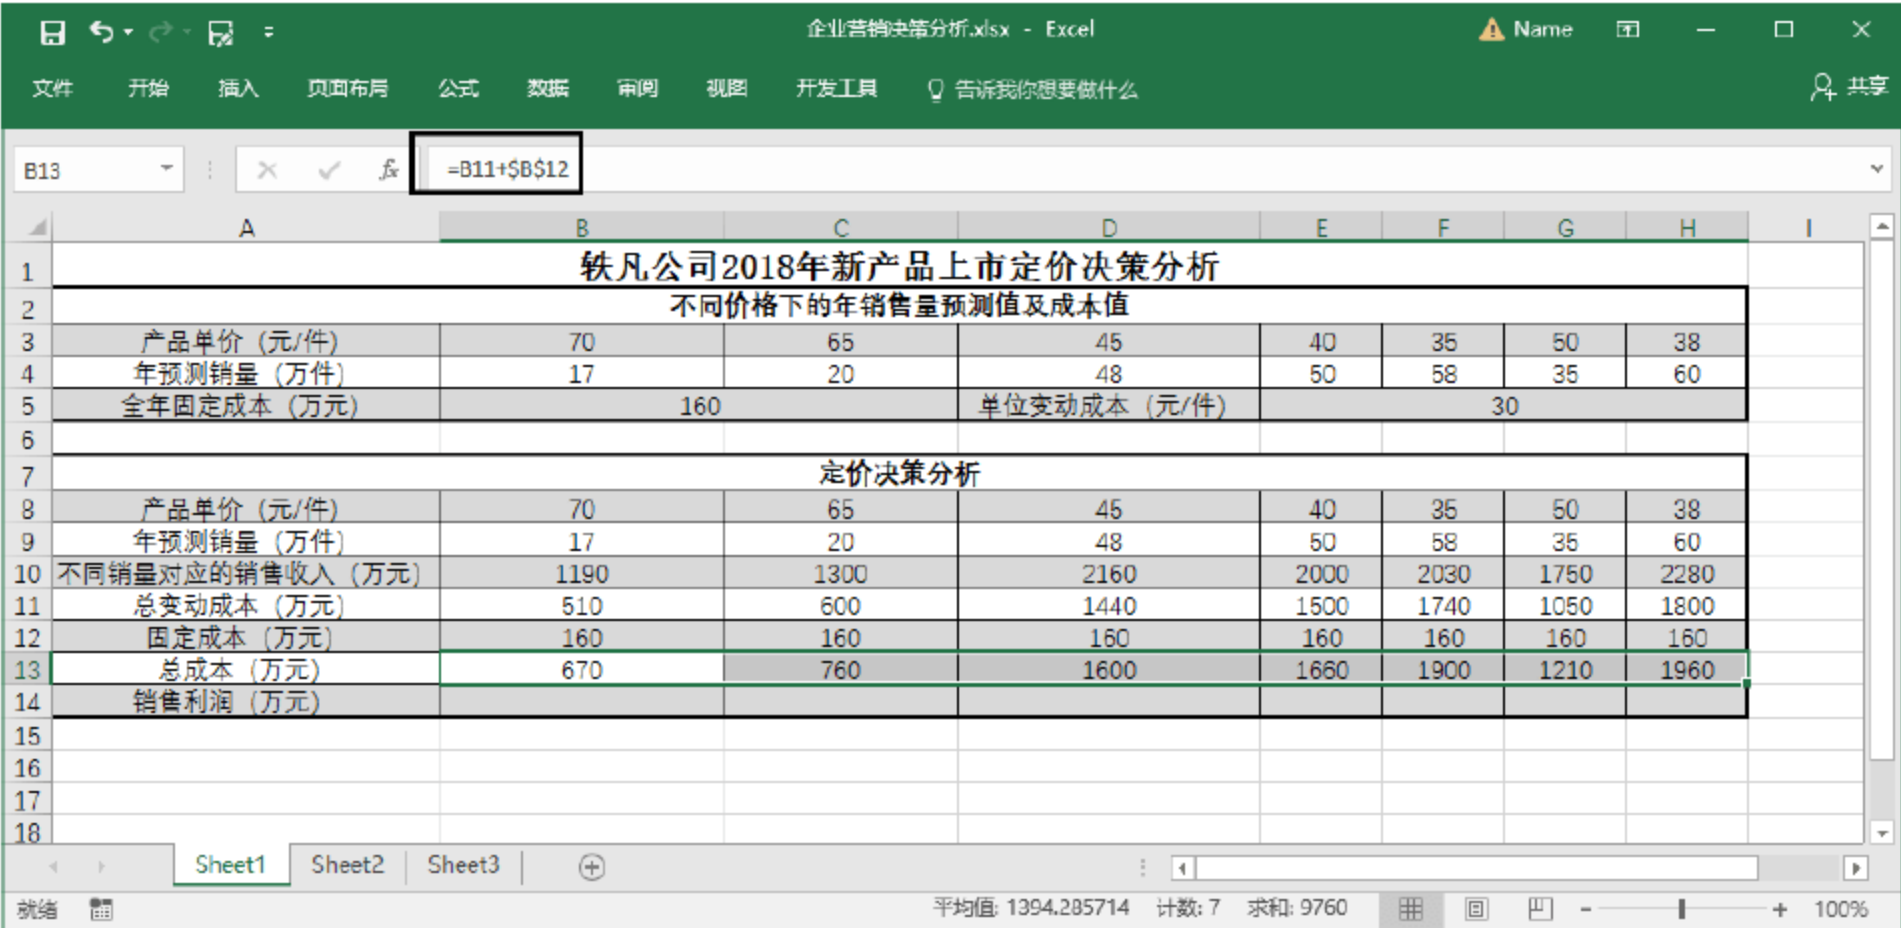 企业营销决策分析.xlsx - Excel
Name
文件 开始 插入 页面布局 公式 数据 审阅 视图 开发工具 告诉我你想要做什么 共享
B13 fx =B11+$B$12
A B C D E F G H I
1 轶凡公司2018年新产品上市定价决策分析
2 不同价格下的年销售量预测值及成本值
3 产品单价（元/件） 70 65 45 40 35 50 38
4 年预测销量（万件） 17 20 48 50 58 35 60
5 全年固定成本（万元） 160 单位变动成本（元/件） 30
6
7 定价决策分析
8 产品单价（元/件） 70 65 45 40 35 50 38
9 年预测销量（万件） 17 20 48 50 58 35 60
10 不同销量对应的销售收入（万元） 1190 1300 2160 2000 2030 1750 2280
11 总变动成本（万元） 510 600 1440 1500 1740 1050 1800
12 固定成本（万元） 160 160 160 160 160 160 160
13 总成本（万元） 670 760 1600 1660 1900 1210 1960
14 销售利润（万元）
15
16
17
18
Sheet1 Sheet2 Sheet3
就绪 平均值: 1394.285714 计数: 7 求和: 9760 100%